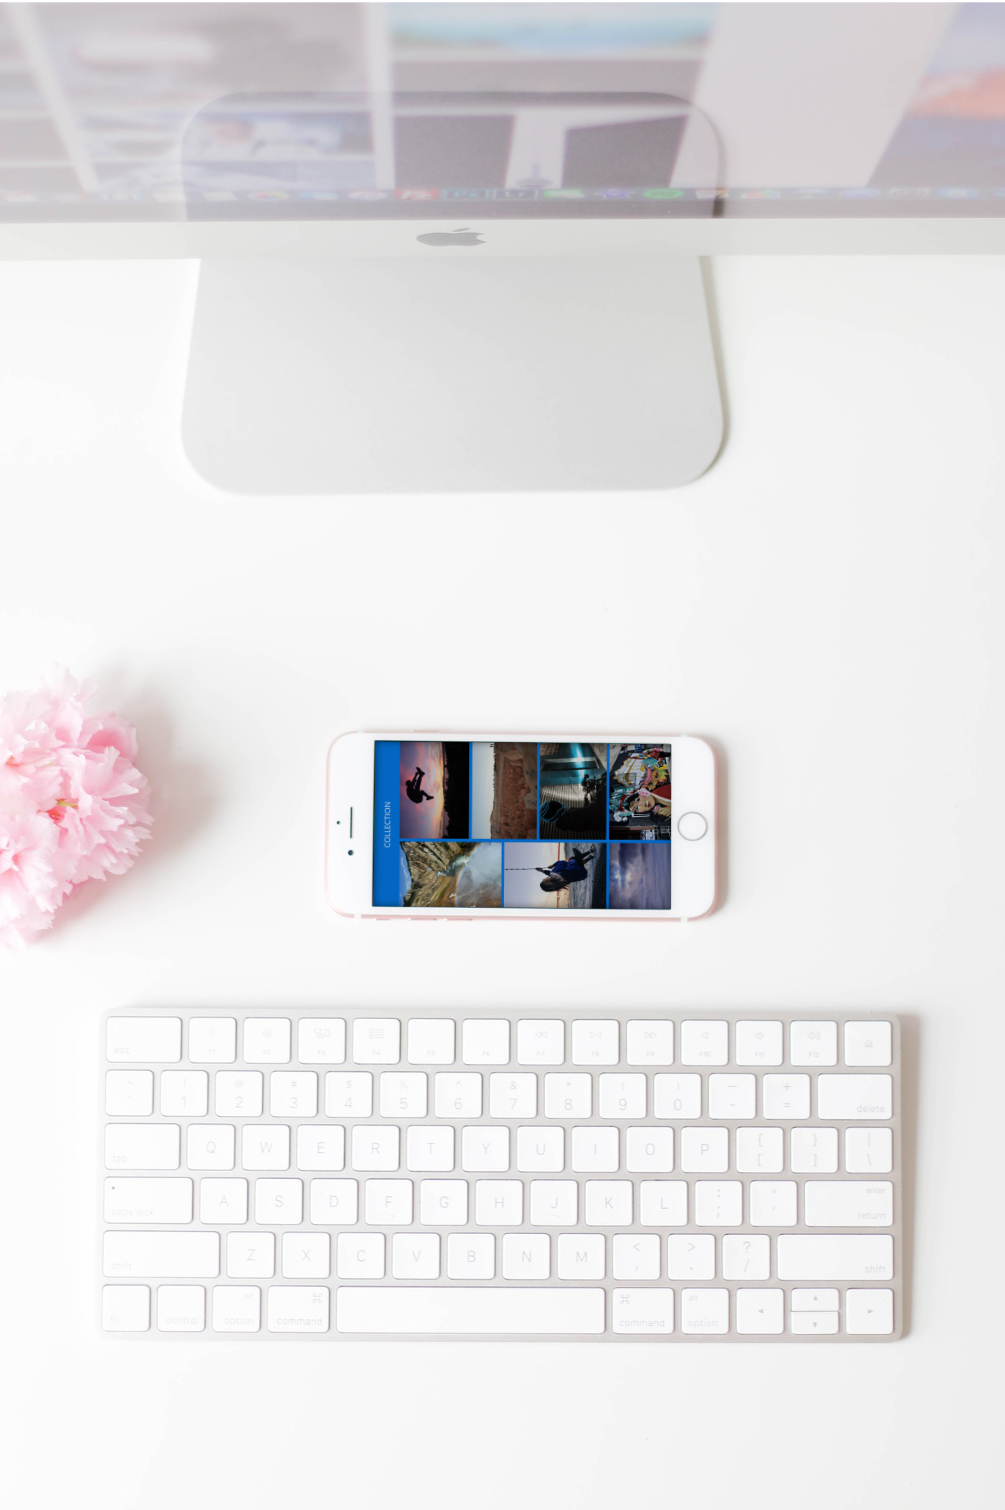 COLLECTION
esc F1 F2 F3 F4 F5 F6 F7 F8 F9 F10 F11 F12
~ ! @ # $ % ^ & * ( ) — +
` 1 2 3 4 5 6 7 8 9 0 - = delete
tab Q W E R T Y U I O P { [ } ] | \
caps lock A S D F G H J K L : ; " ' enter return
shift Z X C V B N M < , > . ? / shift
fn control alt option ⌘ command ⌘ command alt option